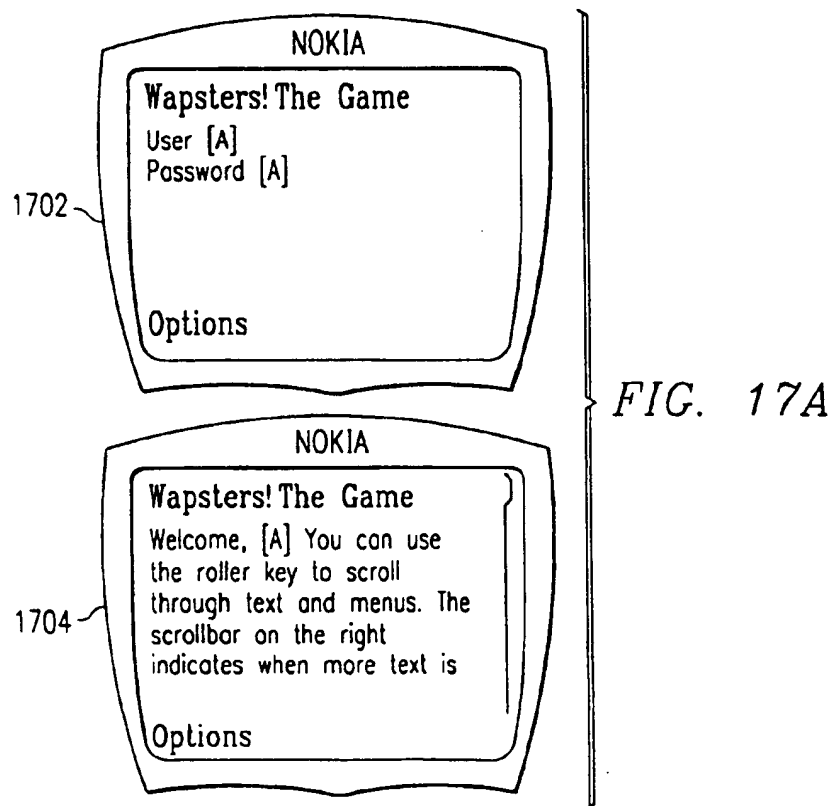 NOKIA
Wapsters! The Game
User [A]
Password [A]
1702
Options
FIG. 17A
NOKIA
Wapsters! The Game
Welcome, [A] You can use
the roller key to scroll
through text and menus. The
scrollbar on the right
indicates when more text is
1704
Options